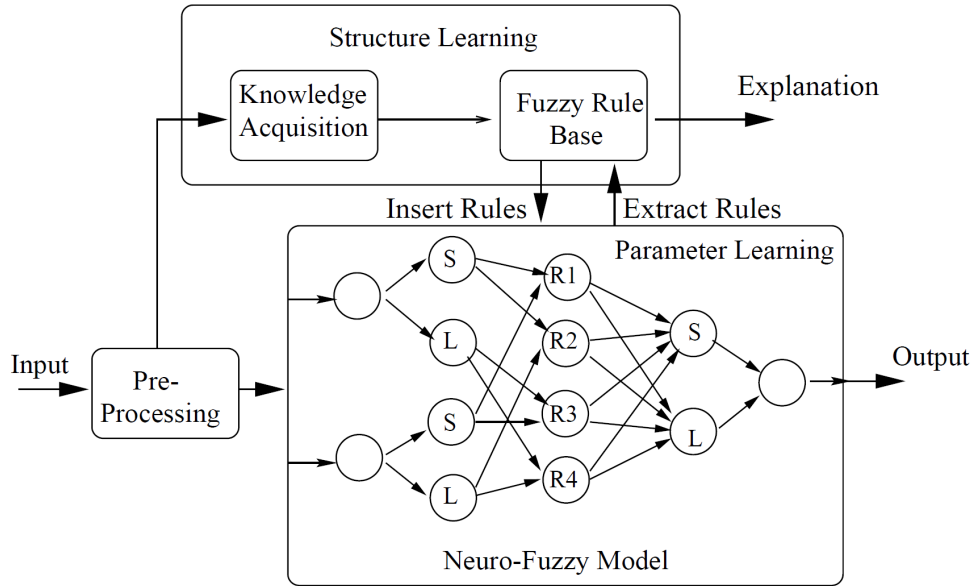 Structure Learning
Knowledge
Acquisition
Fuzzy Rule
Base
Explanation
Insert Rules
Extract Rules
Parameter Learning
S
R1
L
R2
S
Input
Pre-
Processing
Output
S
R3
L
L
R4
Neuro-Fuzzy Model